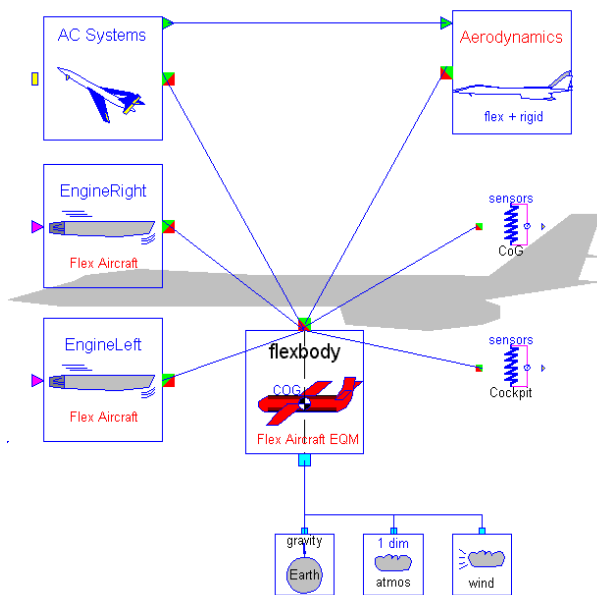 AC Systems
Aerodynamics
flex + rigid
EngineRight
Flex Aircraft
sensors
CoG
EngineLeft
Flex Aircraft
sensors
Cockpit
flexbody
COG
Flex Aircraft EQM
gravity
Earth
1 dim
atmos
wind